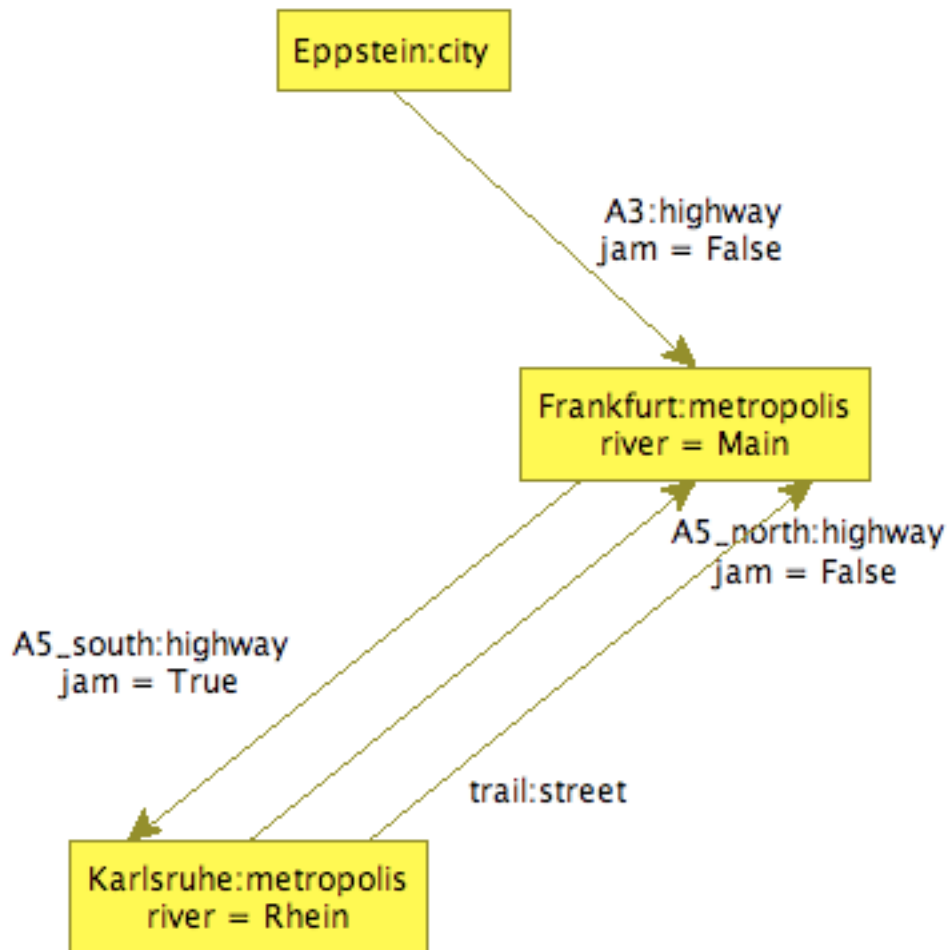 Eppstein:city
A3:highway
jam = False
Frankfurt:metropolis
river = Main
A5_north:highway
jam = False
A5_south:highway
jam = True
trail:street
Karlsruhe:metropolis
river = Rhein